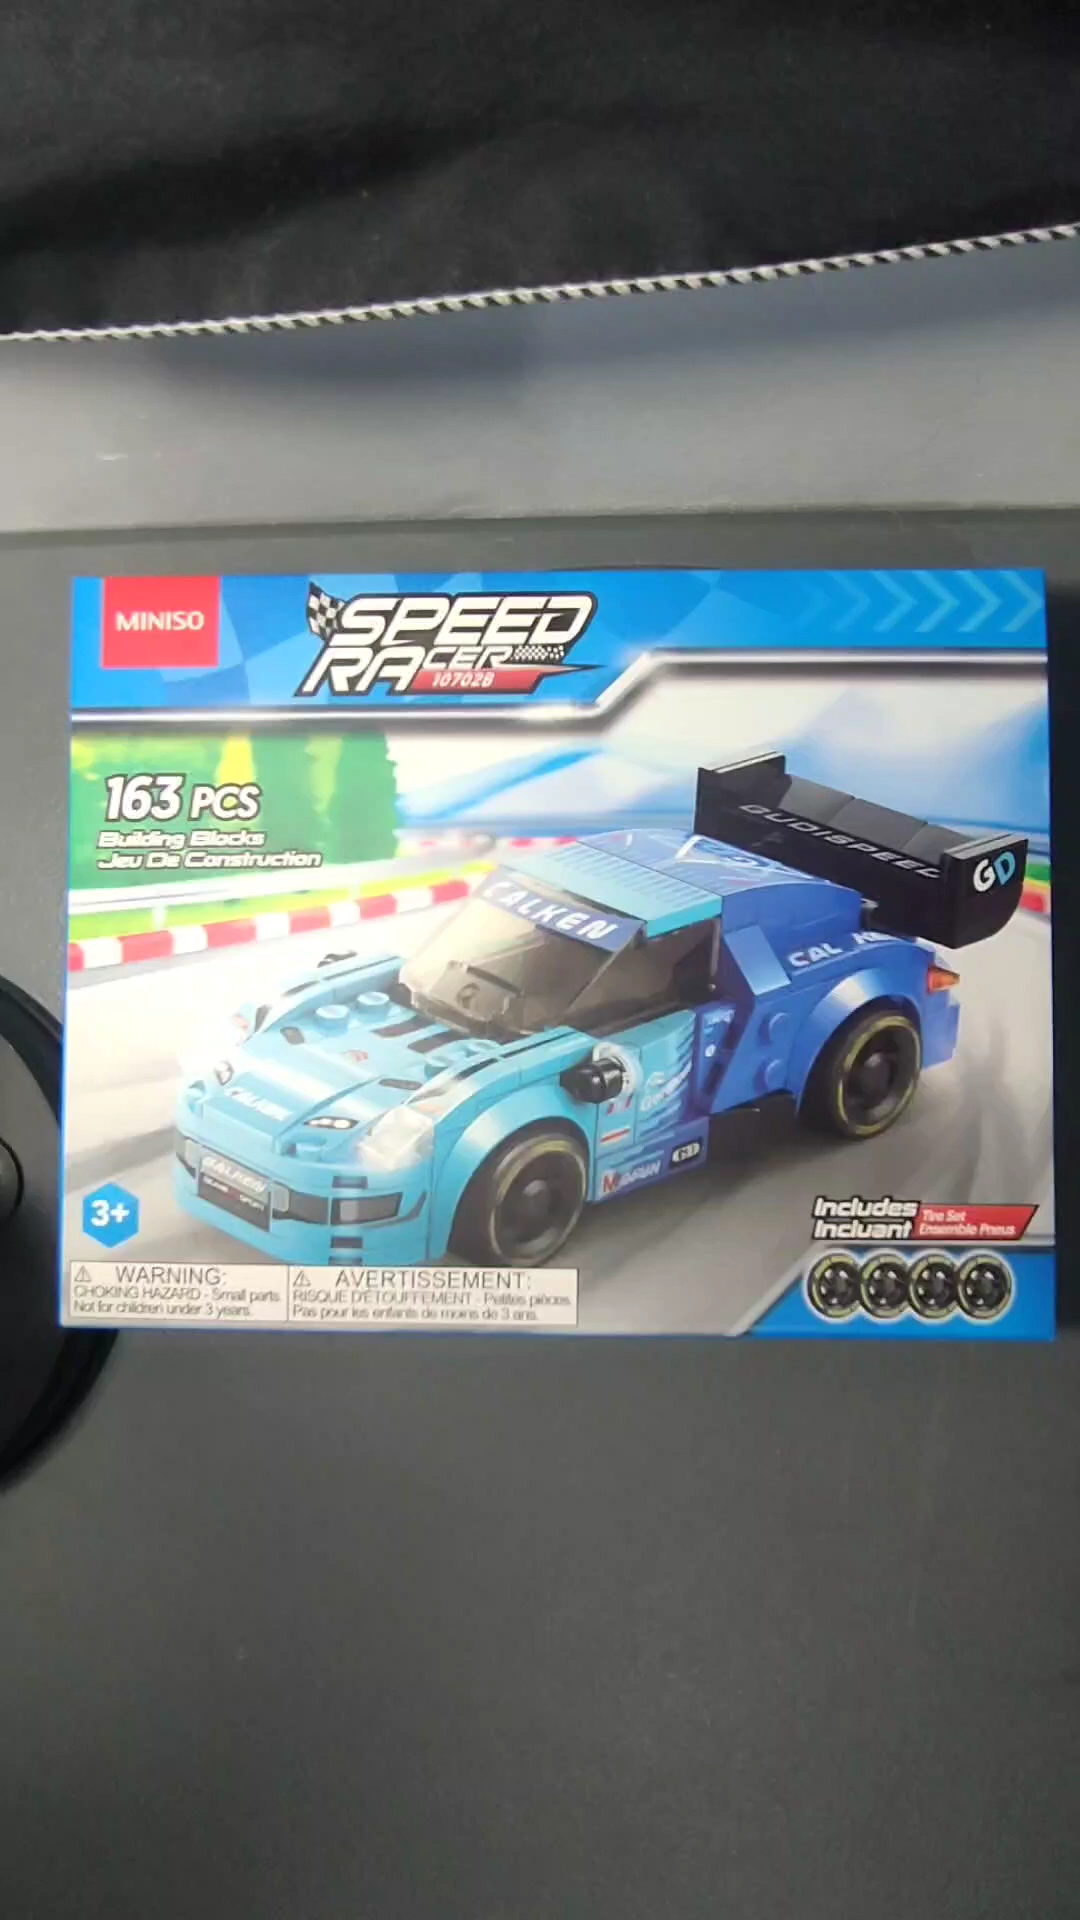 MINISO
SPEED
RACER
10702B
163 PCS
Building Blocks
Jeu De Construction
GUDISPEED
GD
CALKEN
CALKEN
CALKEN
GT
3+
Includes
Incluant
Tire Set
Ensemble Pneus
WARNING:
CHOKING HAZARD - Small parts
Not for children under 3 years.
AVERTISSEMENT:
RISQUE D'ÉTOUFFEMENT - Petites pièces
Pas pour les enfants de moins de 3 ans.